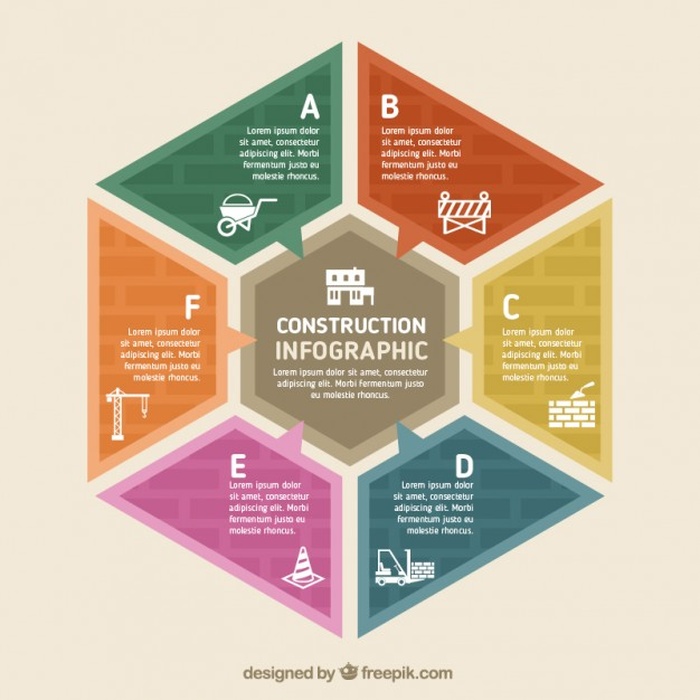 A
Lorem ipsum dolor
sit amet, consectetur
adipiscing elit. Morbi
fermentum justo eu
molestie rhoncus.
B
Lorem ipsum dolor
sit amet, consectetur
adipiscing elit. Morbi
fermentum justo eu
molestie rhoncus.
C
Lorem ipsum dolor
sit amet, consectetur
adipiscing elit. Morbi
fermentum justo eu
molestie rhoncus.
D
Lorem ipsum dolor
sit amet, consectetur
adipiscing elit. Morbi
fermentum justo eu
molestie rhoncus.
E
Lorem ipsum dolor
sit amet, consectetur
adipiscing elit. Morbi
fermentum justo eu
molestie rhoncus.
F
Lorem ipsum dolor
sit amet, consectetur
adipiscing elit. Morbi
fermentum justo eu
molestie rhoncus.
CONSTRUCTION
INFOGRAPHIC
Lorem ipsum dolor sit amet, consectetur
adipiscing elit. Morbi fermentum justo
eu molestie rhoncus.
designed by freepik.com